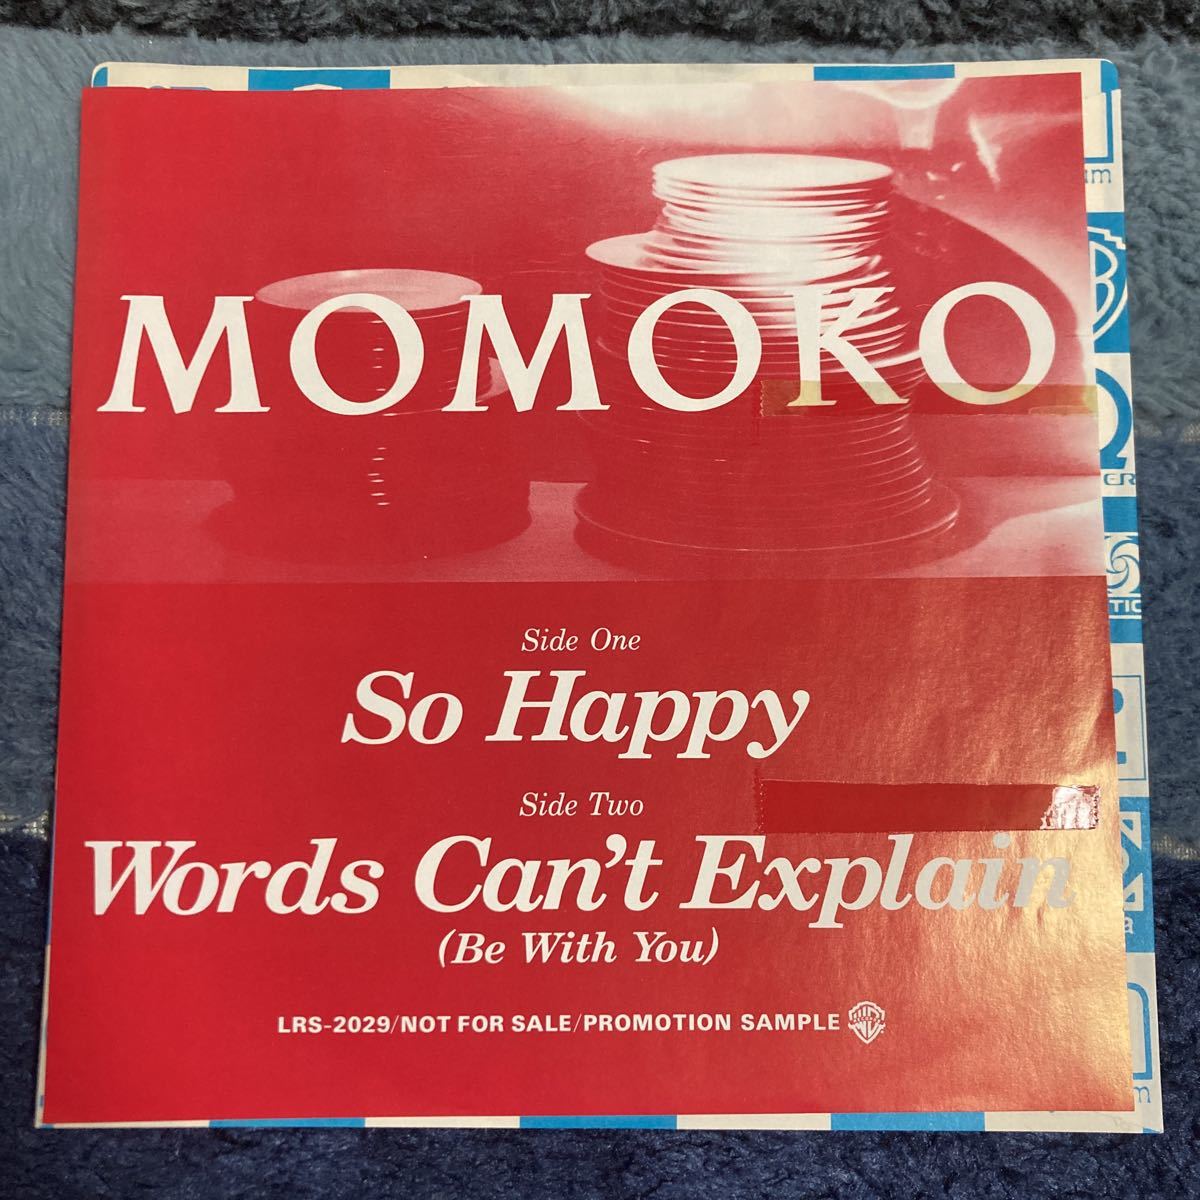 MOMOKO
Side One
So Happy
Side Two
Words Can't Explain
(Be With You)
LRS-2029/NOT FOR SALE/PROMOTION SAMPLE